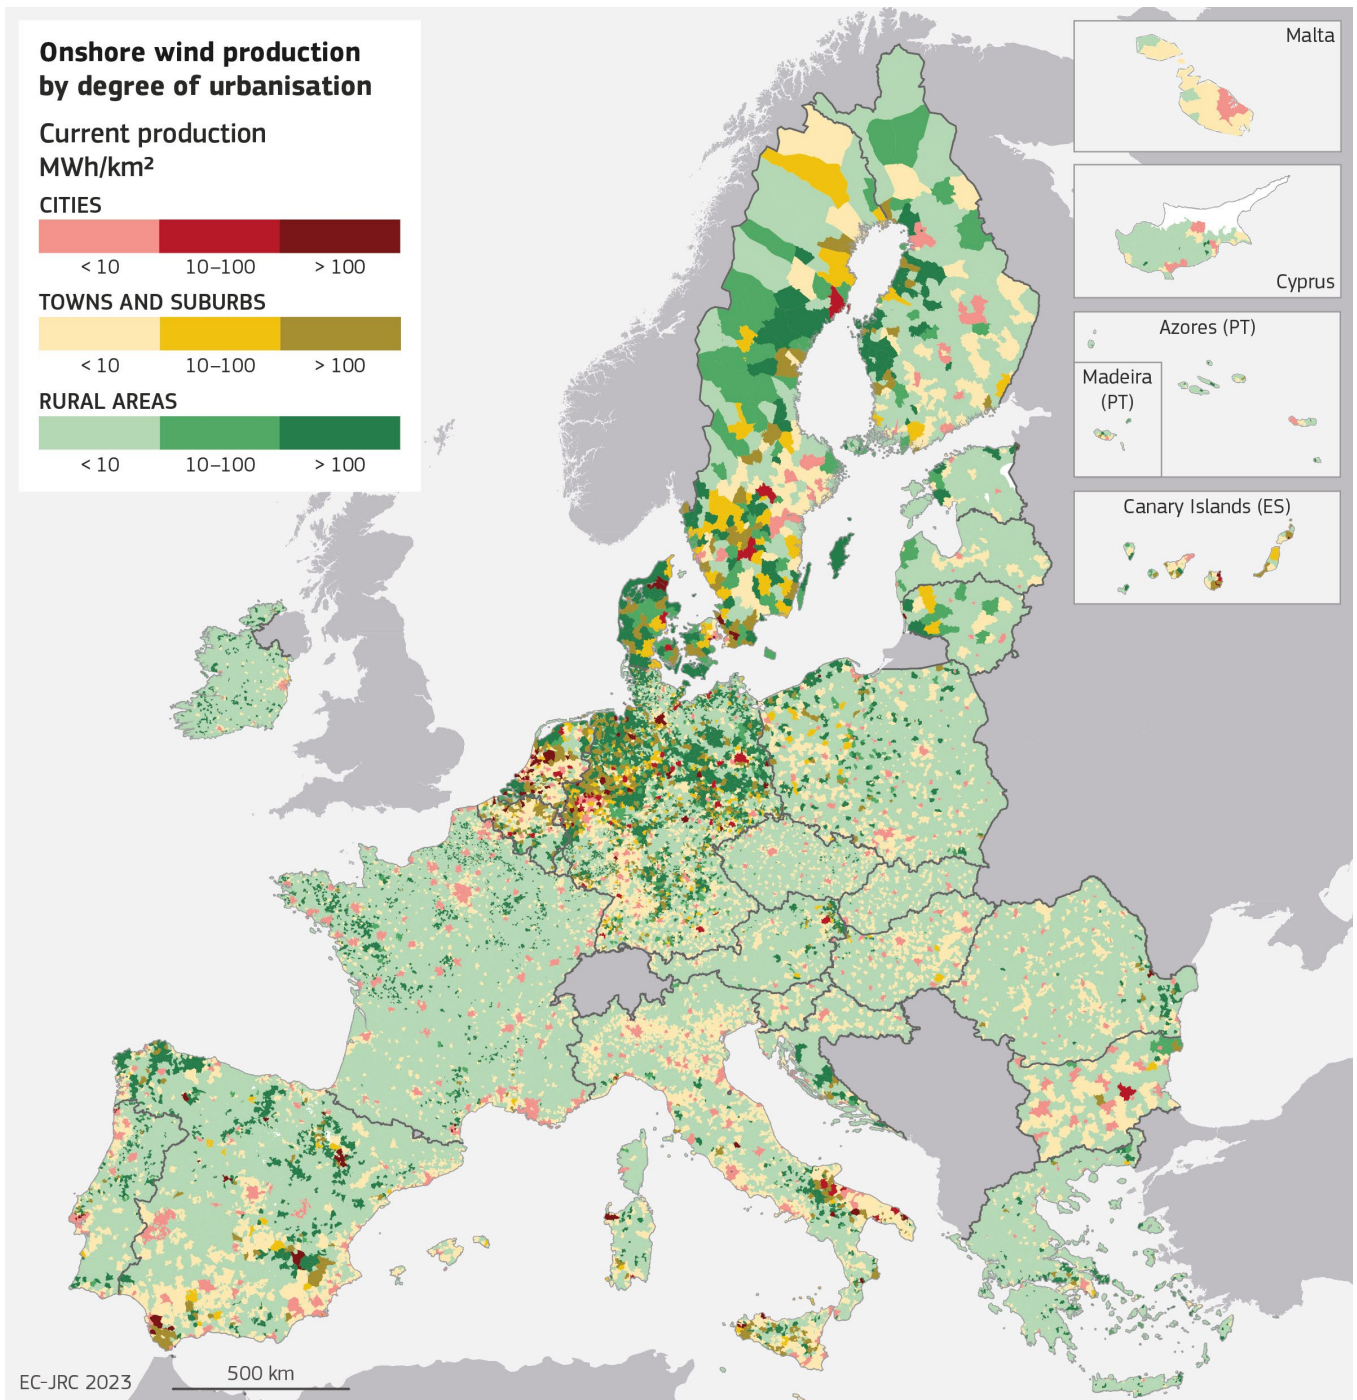 Onshore wind production
by degree of urbanisation
Current production
MWh/km²
CITIES
< 10 10–100 > 100
TOWNS AND SUBURBS
< 10 10–100 > 100
RURAL AREAS
< 10 10–100 > 100
Malta
Cyprus
Azores (PT)
Madeira
(PT)
Canary Islands (ES)
EC-JRC 2023
500 km